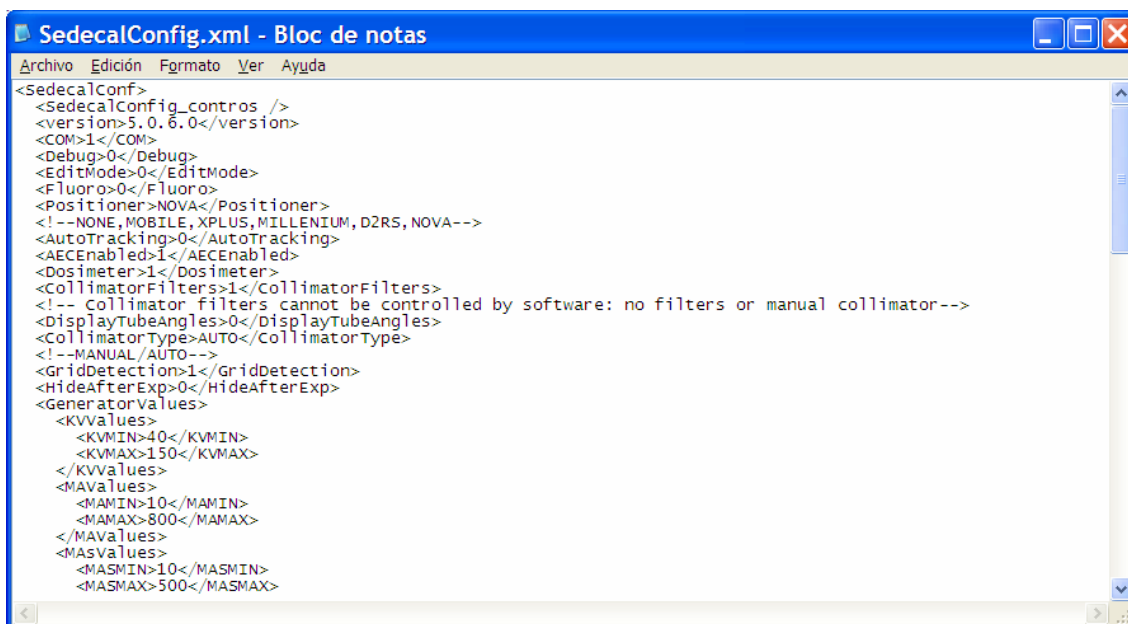 SedecalConfig.xml - Bloc de notas
Archivo Edición Formato Ver Ayuda
<SedecalConf>
<SedecalConfig_contros />
<version>5.0.6.0</version>
<COM>1</COM>
<Debug>0</Debug>
<EditMode>0</EditMode>
<Fluoro>0</Fluoro>
<Positioner>NOVA</Positioner>
<!--NONE,MOBILE,XPLUS,MILLENIUM,D2RS,NOVA-->
<AutoTracking>0</AutoTracking>
<AECEnabled>1</AECEnabled>
<Dosimeter>1</Dosimeter>
<CollimatorFilters>1</CollimatorFilters>
<!-- Collimator filters cannot be controlled by software: no filters or manual collimator-->
<DisplayTubeAngles>0</DisplayTubeAngles>
<CollimatorType>AUTO</CollimatorType>
<!--MANUAL/AUTO-->
<GridDetection>1</GridDetection>
<HideAfterExp>0</HideAfterExp>
<GeneratorValues>
<KVValues>
<KVMIN>40</KVMIN>
<KVMAX>150</KVMAX>
</KVValues>
<MAValues>
<MAMIN>10</MAMIN>
<MAMAX>800</MAMAX>
</MAValues>
<MAsValues>
<MASMIN>10</MASMIN>
<MASMAX>500</MASMAX>